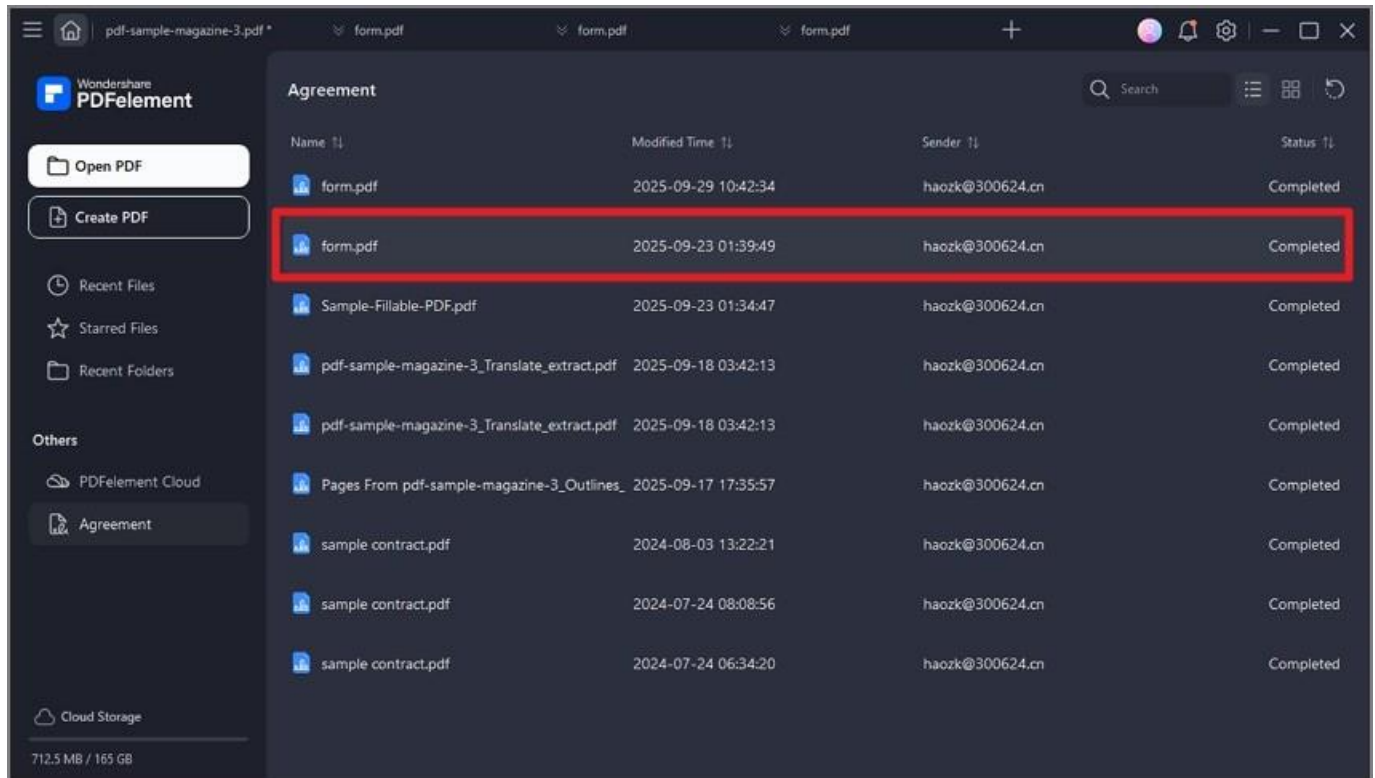 pdf-sample-magazine-3.pdf * form.pdf form.pdf form.pdf
Wondershare
PDFelement
Open PDF
Create PDF
Recent Files
Starred Files
Recent Folders
Others
PDFelement Cloud
Agreement
Cloud Storage
712.5 MB / 165 GB
Agreement
Search
Name Modified Time Sender Status
form.pdf 2025-09-29 10:42:34 haozk@300624.cn Completed
form.pdf 2025-09-23 01:39:49 haozk@300624.cn Completed
Sample-Fillable-PDF.pdf 2025-09-23 01:34:47 haozk@300624.cn Completed
pdf-sample-magazine-3_Translate_extract.pdf 2025-09-18 03:42:13 haozk@300624.cn Completed
pdf-sample-magazine-3_Translate_extract.pdf 2025-09-18 03:42:13 haozk@300624.cn Completed
Pages From pdf-sample-magazine-3_Outlines_ 2025-09-17 17:35:57 haozk@300624.cn Completed
sample contract.pdf 2024-08-03 13:22:21 haozk@300624.cn Completed
sample contract.pdf 2024-07-24 08:08:56 haozk@300624.cn Completed
sample contract.pdf 2024-07-24 06:34:20 haozk@300624.cn Completed